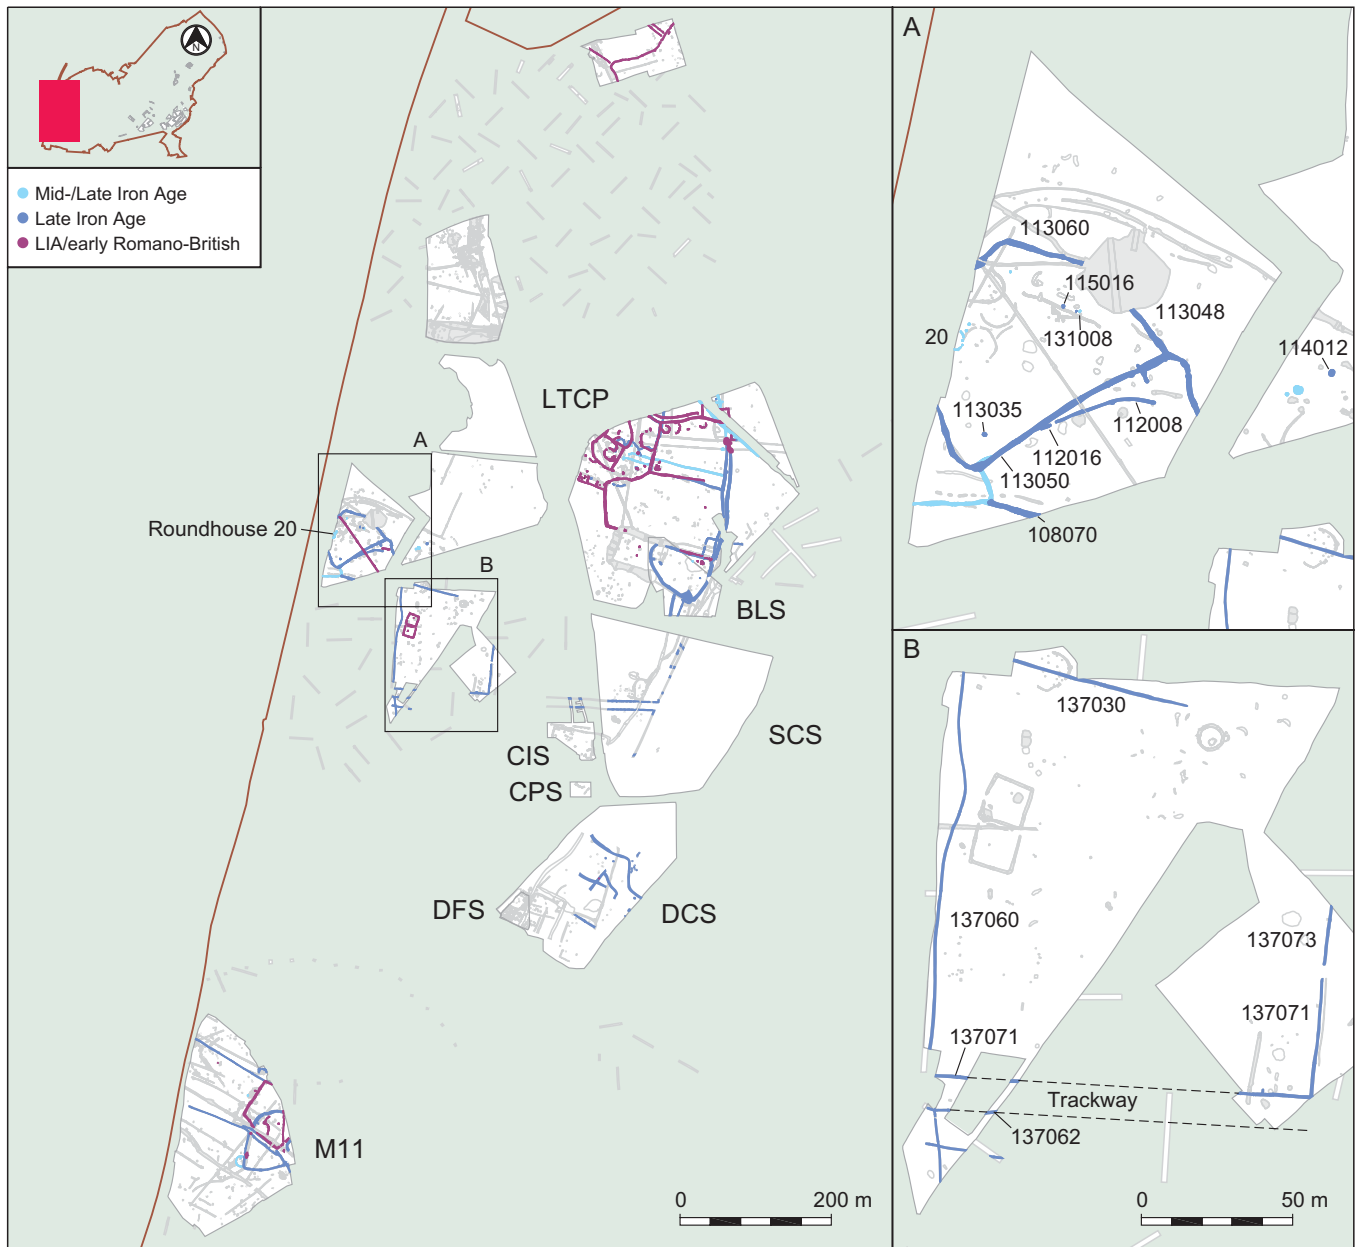 N
Mid-/Late Iron Age
Late Iron Age
LIA/early Romano-British
LTCP
A
Roundhouse 20
B
BLS
SCS
CIS
CPS
DFS
DCS
M11
0
200 m
A
113060
115016
113048
131008
20
114012
113035
112008
112016
113050
108070
B
137030
137060
137073
137071
137071
Trackway
137062
0
50 m